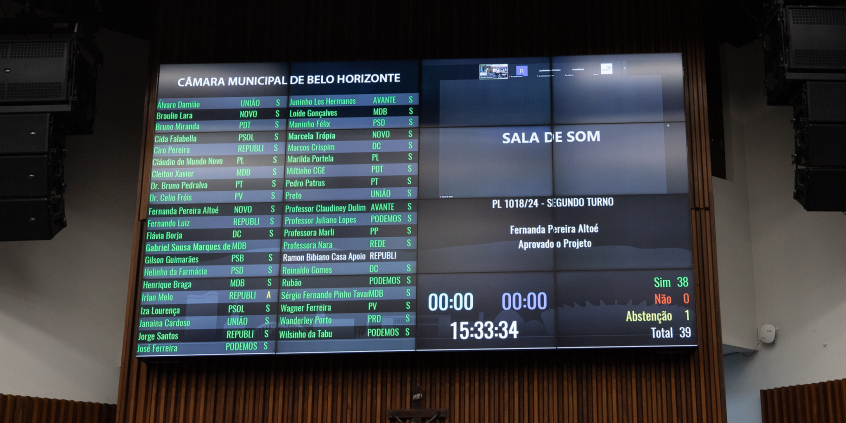 CÂMARA MUNICIPAL DE BELO HORIZONTE
Álvaro Damião UNIÃO S
Braulio Lara NOVO S
Bruno Miranda PDT S
Cida Falabella PSOL S
Ciro Pereira REPUBLI S
Cláudio do Mundo Novo PL S
Cleiton Xavier MDB S
Dr. Bruno Pedralva PT S
Dr. Célio Fróis PV S
Fernanda Pereira Altoé NOVO S
Fernando Luiz REPUBLI S
Flávia Borja DC S
Gabriel Sousa Marques de MDB
Gilson Guimarães PSB S
Helinho da Farmácia PSD S
Henrique Braga MDB S
Irlan Melo REPUBLI A
Iza Lourença PSOL S
Janaina Cardoso UNIÃO S
Jorge Santos REPUBLI S
José Ferreira PODEMOS S
Juninho Los Hermanos AVANTE S
Loíde Gonçalves MDB S
Maninho Félix PSD S
Marcela Trópia NOVO S
Marcos Crispim DC S
Marilda Portela PL S
Miltinho CGE PDT S
Pedro Patrus PT S
Preto UNIÃO S
Professor Claudiney Dulim AVANTE S
Professor Juliano Lopes PODEMOS S
Professora Marli PP S
Professora Nara REDE S
Ramon Bibiano Casa Apoio REPUBLI
Reinaldo Gomes DC S
Rubão PODEMOS S
Sérgio Fernando Pinho Tavar MDB S
Wagner Ferreira PV S
Wanderley Porto PRD S
Wilsinho da Tabu PODEMOS S
R
SALA DE SOM
PL 1018/24 - SEGUNDO TURNO
Fernanda Pereira Altoé
Aprovado o Projeto
00:00 00:00
15:33:34
Sim 38
Não 0
Abstenção 1
Total 39